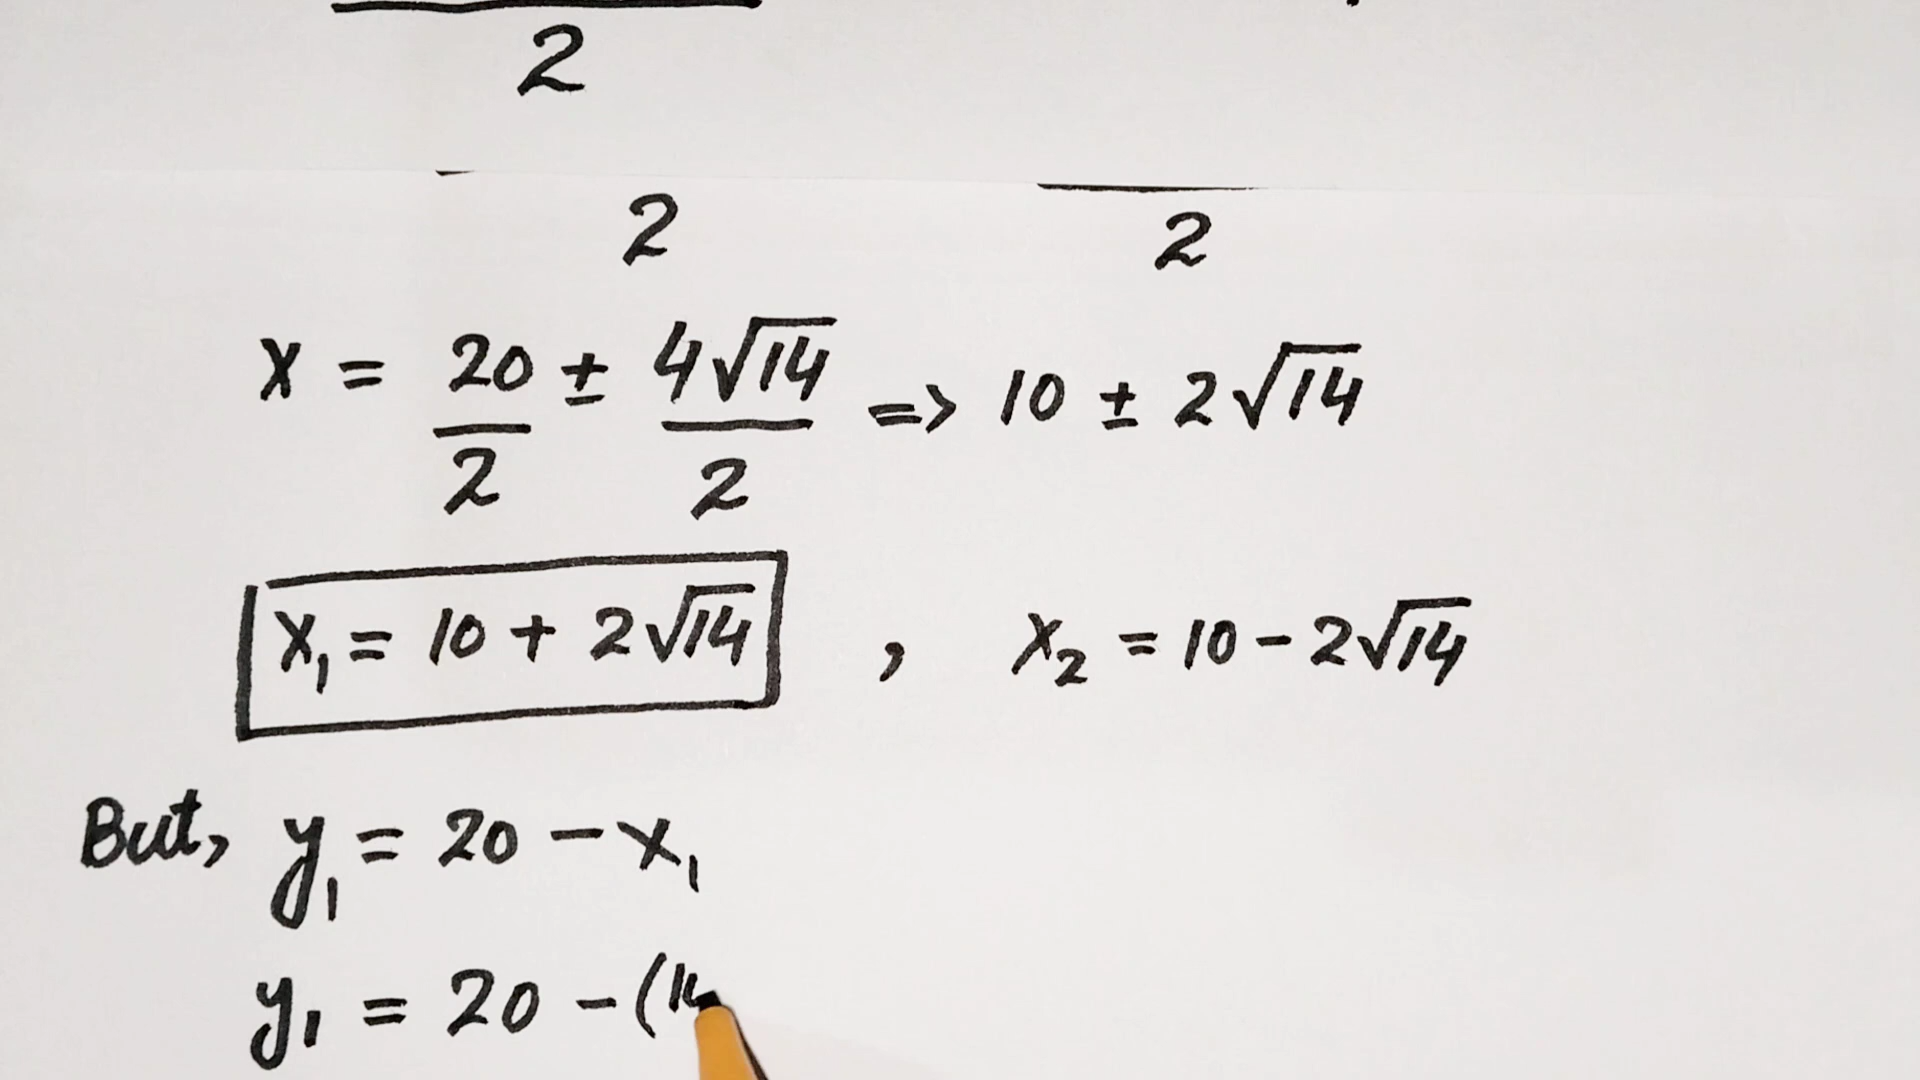 2
2 2
x = 20/2 ± 4√14/2 => 10 ± 2√14
x₁ = 10 + 2√14 , x₂ = 10 - 2√14
But, y₁ = 20 - x₁
y₁ = 20 - (1